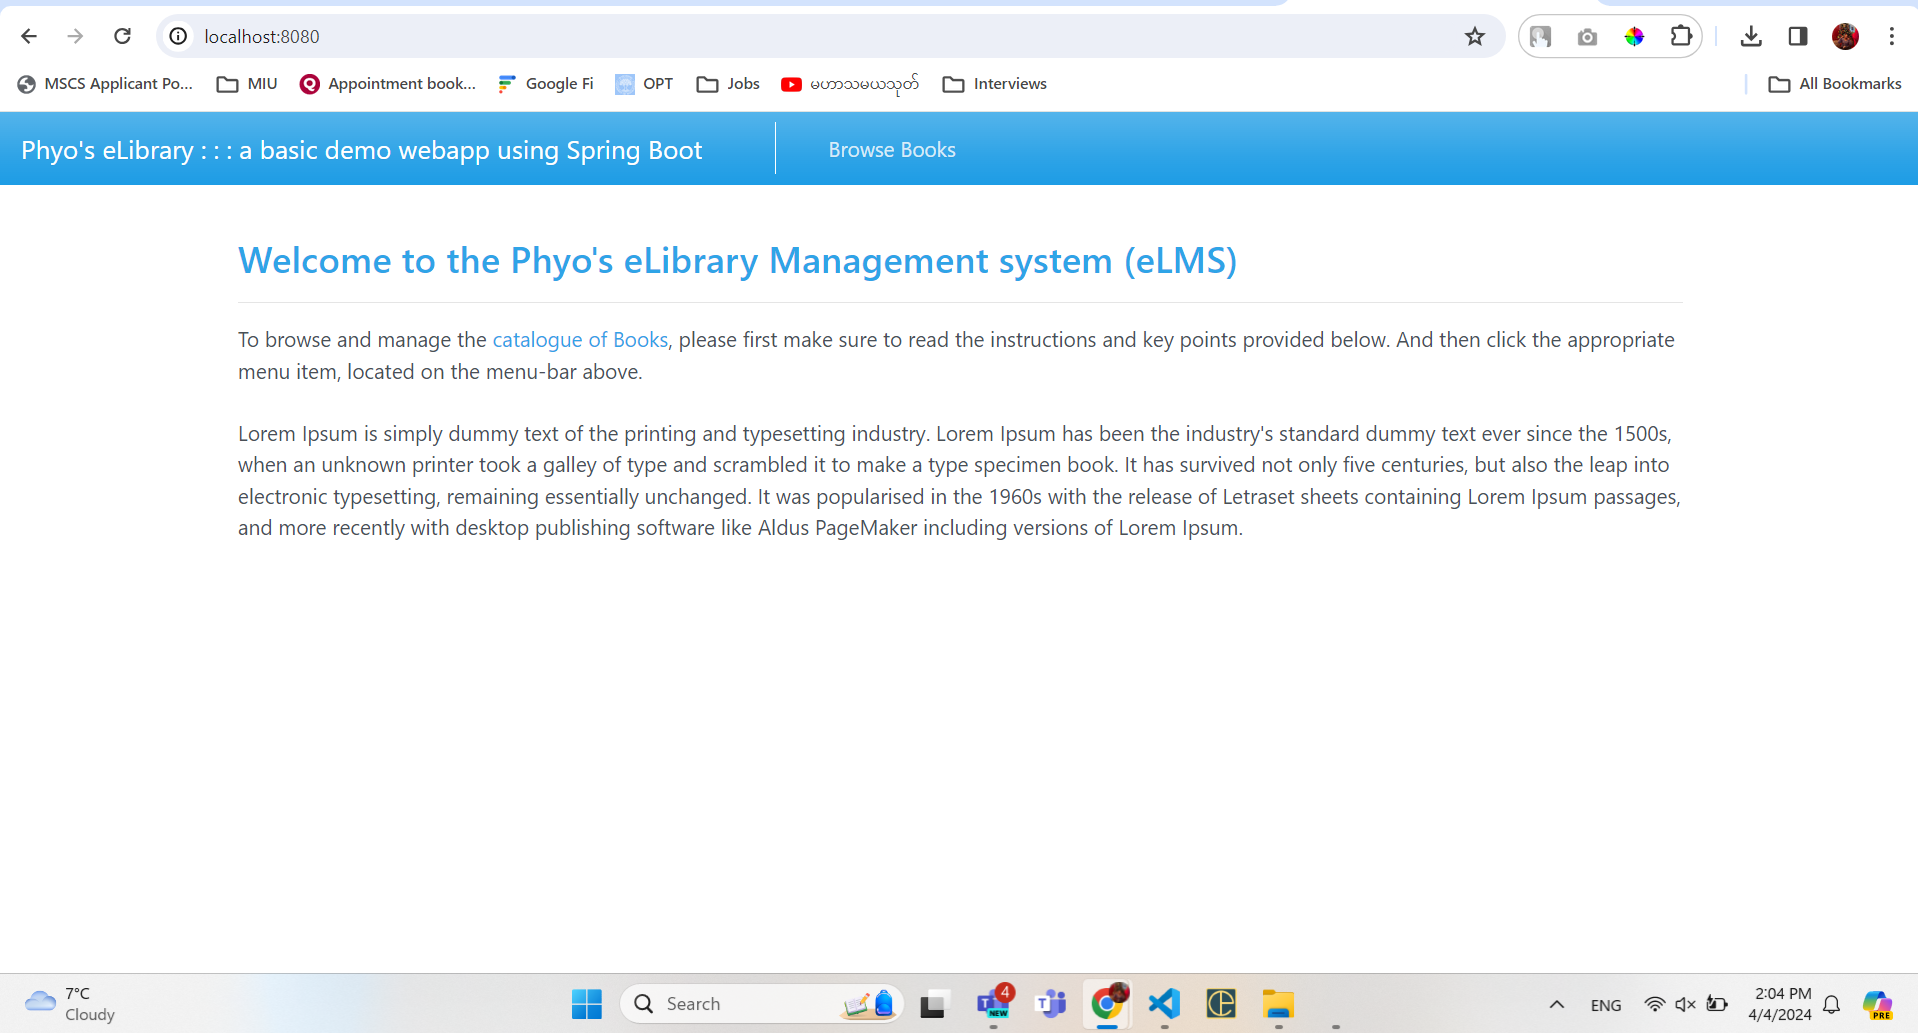 localhost:8080
MSCS Applicant Po... MIU Appointment book... Google Fi OPT Jobs မဟာသမယသုတ် Interviews All Bookmarks
Phyo's eLibrary : : : a basic demo webapp using Spring Boot Browse Books
Welcome to the Phyo's eLibrary Management system (eLMS)
To browse and manage the catalogue of Books, please first make sure to read the instructions and key points provided below. And then click the appropriate
menu item, located on the menu-bar above.
Lorem Ipsum is simply dummy text of the printing and typesetting industry. Lorem Ipsum has been the industry's standard dummy text ever since the 1500s,
when an unknown printer took a galley of type and scrambled it to make a type specimen book. It has survived not only five centuries, but also the leap into
electronic typesetting, remaining essentially unchanged. It was popularised in the 1960s with the release of Letraset sheets containing Lorem Ipsum passages,
and more recently with desktop publishing software like Aldus PageMaker including versions of Lorem Ipsum.
7°C
Cloudy
Search
4
NEW
ENG
2:04 PM
4/4/2024
PRE